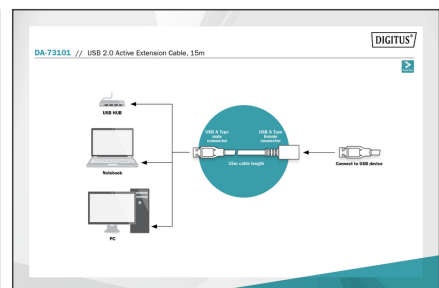 DIGITUS®
DA-73101 // USB 2.0 Active Extension Cable, 15m
USB HUB
USB A Type
male
connector
USB A Type
female
connector
15m cable length
Notebook
Connect to USB device
PC